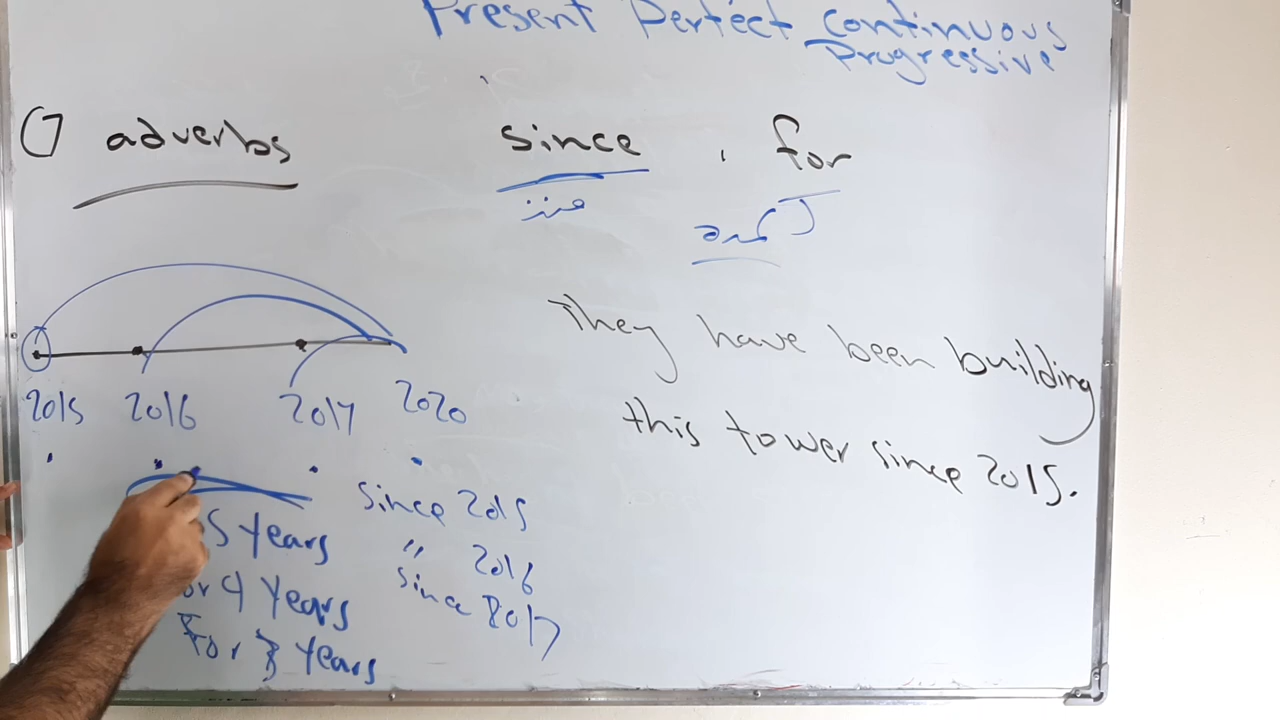 Present Perfect continuous
Progressive
adverbs since , for
منذ
لمدة
They have been building
this tower since 2015.
2015 2016 2017 2020
since 2015
5 years
" 2016
or 4 years
since 2017
For 3 years